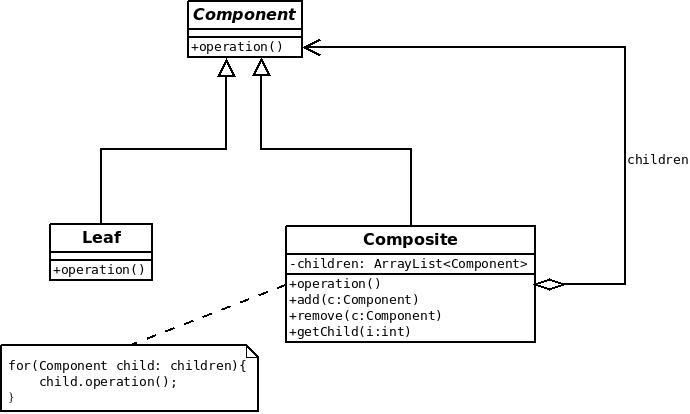 Component
+operation()
children
Leaf
+operation()
Composite
-children: ArrayList<Component>
+operation()
+add(c:Component)
+remove(c:Component)
+getChild(i:int)
for(Component child: children){
    child.operation();
}